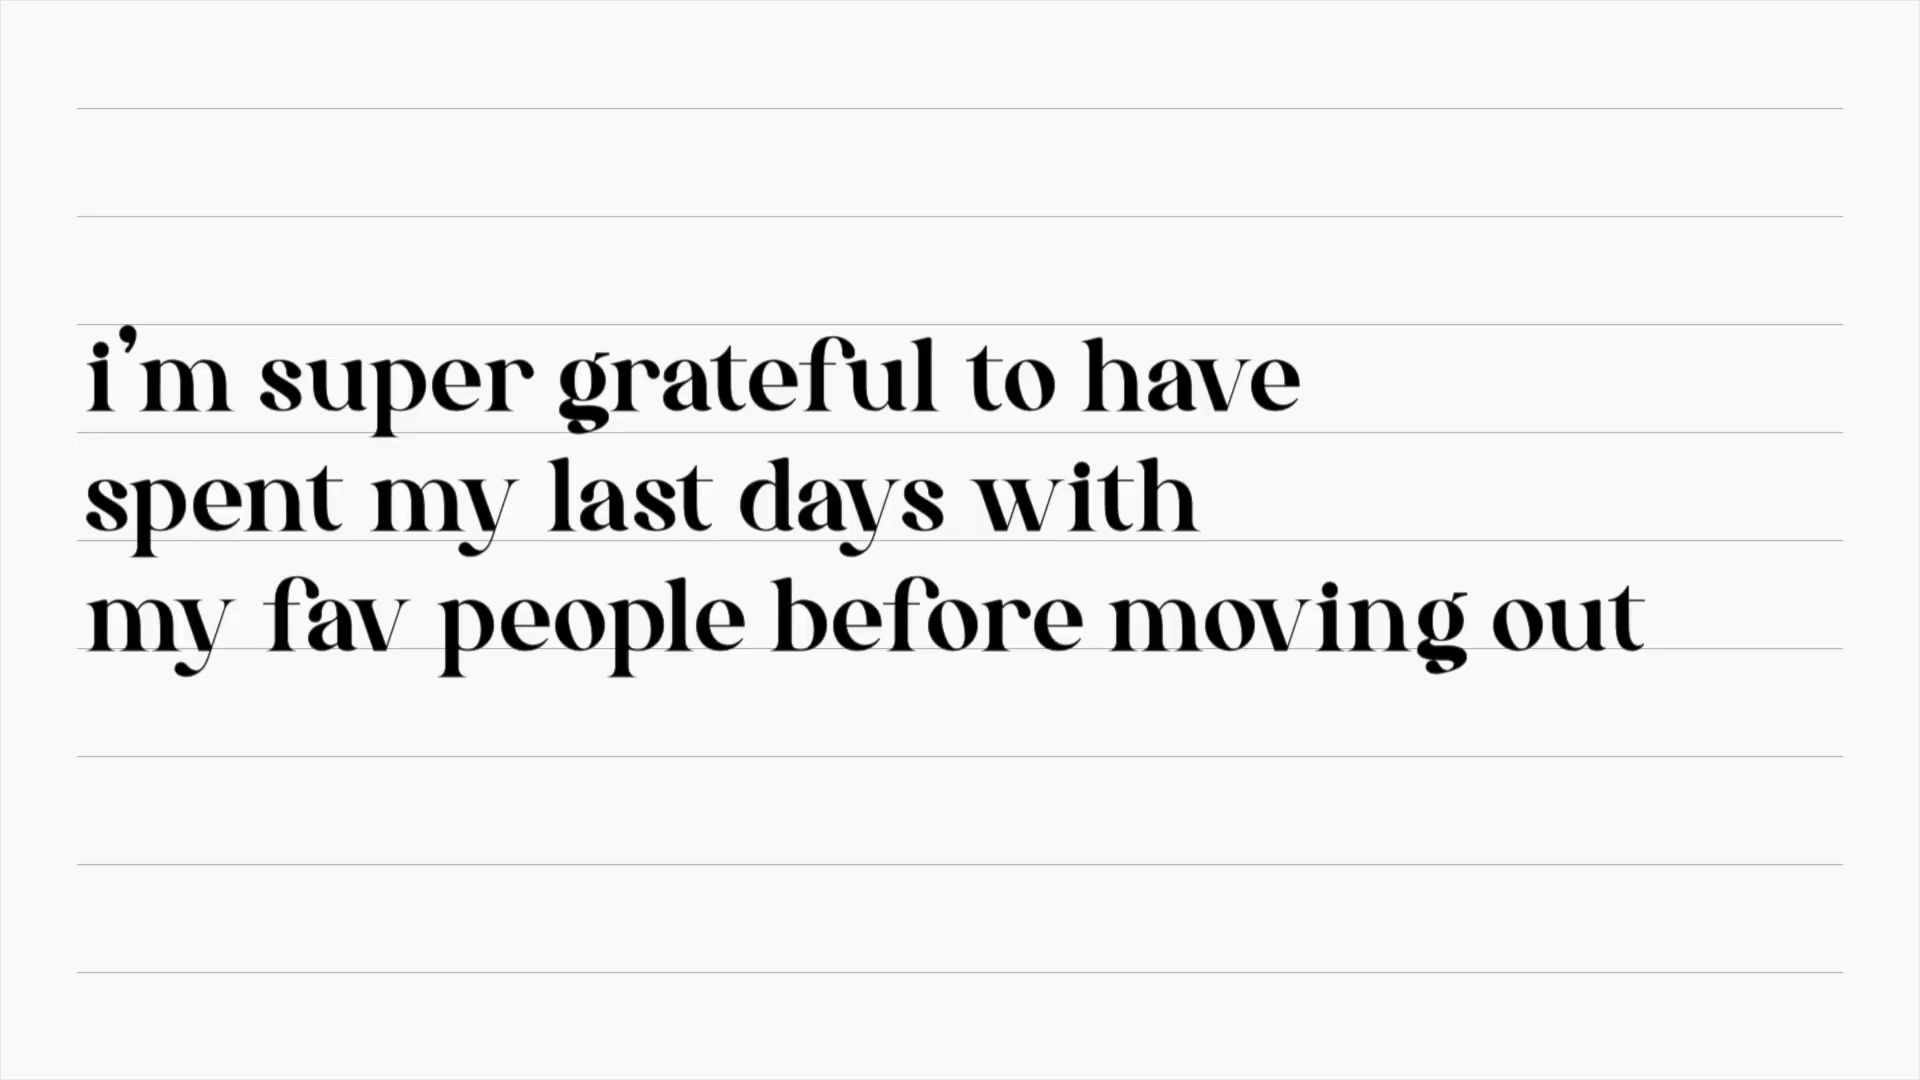 i’m super grateful to have
spent my last days with
my fav people before moving out